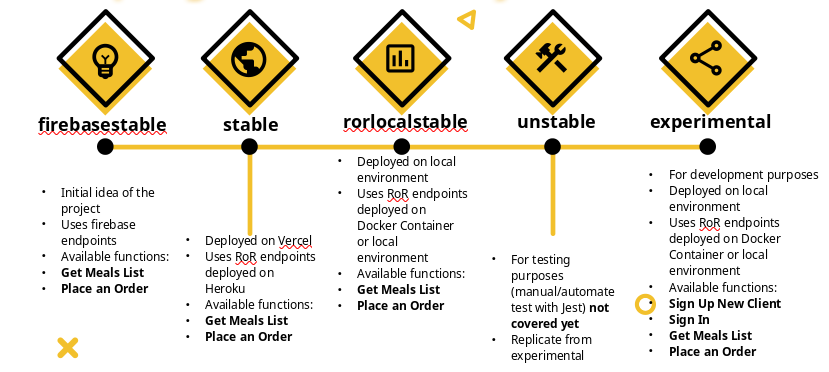 firebasestable
stable
rorlocalstable
unstable
experimental
• Initial idea of the
project
• Uses firebase
endpoints
• Available functions:
• Get Meals List
• Place an Order
• Deployed on Vercel
• Uses RoR endpoints
deployed on
Heroku
• Available functions:
• Get Meals List
• Place an Order
• Deployed on local
environment
• Uses RoR endpoints
deployed on
Docker Container
or local
environment
• Available functions:
• Get Meals List
• Place an Order
• For testing
purposes
(manual/automate
test with Jest) not
covered yet
• Replicate from
experimental
• For development purposes
• Deployed on local
environment
• Uses RoR endpoints
deployed on Docker
Container or local
environment
• Available functions:
• Sign Up New Client
• Sign In
• Get Meals List
• Place an Order